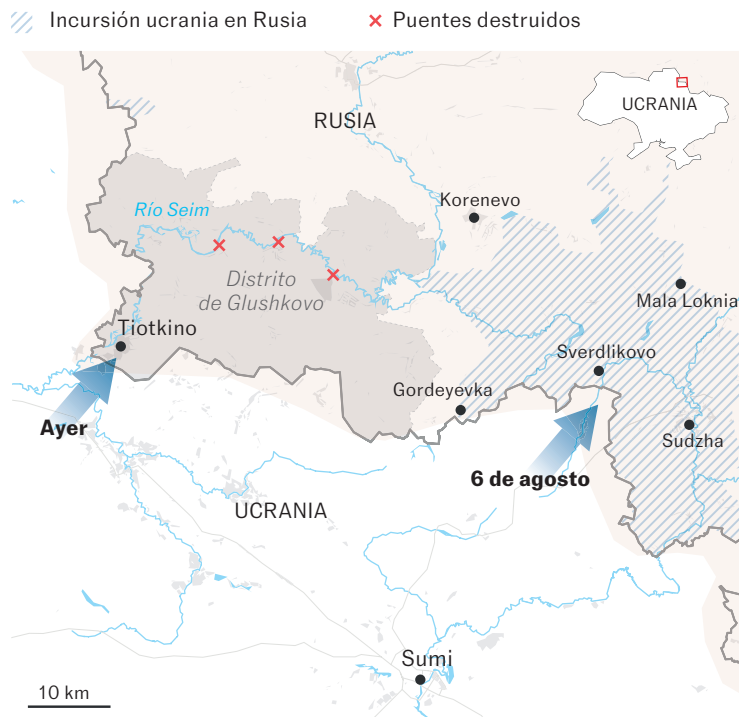 Incursión ucrania en Rusia
Puentes destruidos
UCRANIA
RUSIA
Korenevo
Río Seim
Distrito
de Glushkovo
Mala Loknia
Tiotkino
Sverdlikovo
Gordeyevka
Ayer
Sudzha
6 de agosto
UCRANIA
Sumi
10 km